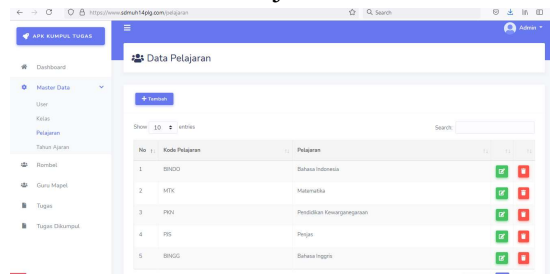 https://www.sdmuh14plg.com/pelajaran
Search
APK KUMPUL TUGAS
Admin
Dashboard
Master Data
User
Kelas
Pelajaran
Tahun Ajaran
Rombel
Guru Mapel
Tugas
Tugas Dikumpul
Data Pelajaran
+ Tambah
Show 10 entries
Search:
No Kode Pelajaran Pelajaran
1 BINDO Bahasa Indonesia
2 MTK Matematika
3 PKN Pendidikan Kewarganegaraan
4 PJS Penjas
5 BINGG Bahasa Inggris